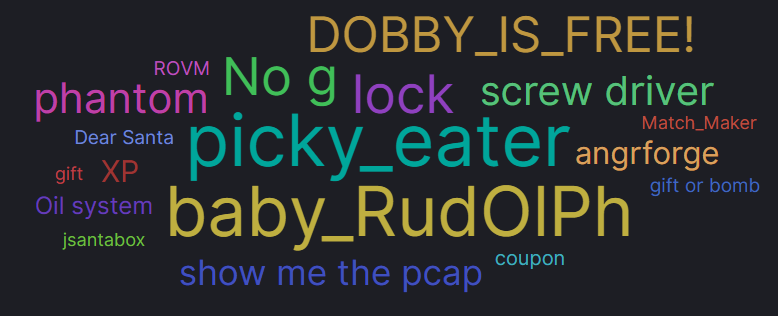 DOBBY_IS_FREE!
ROVM
No g
phantom
lock
screw driver
Dear Santa
picky_eater
Match_Maker
angrforge
gift
XP
gift or bomb
Oil system
baby_RudOlPh
jsantabox
coupon
show me the pcap